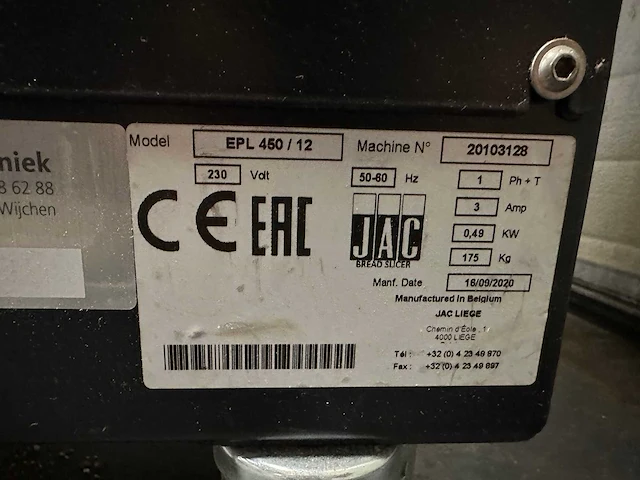 niek
8 62 88
Wijchen
Model EPL 450 / 12 Machine N° 20103128
230 Volt 50-60 Hz 1 Ph + T
3 Amp
0,49 KW
175 Kg
CE EAC JAC
BREAD SLICER
Manf. Date 16/09/2020
Manufactured In Belgium
JAC LIEGE
Chemin d'Éole, 1
4000 LIEGE
Tél : +32 (0) 4 23 49 870
Fax : +32 (0) 4 23 49 897